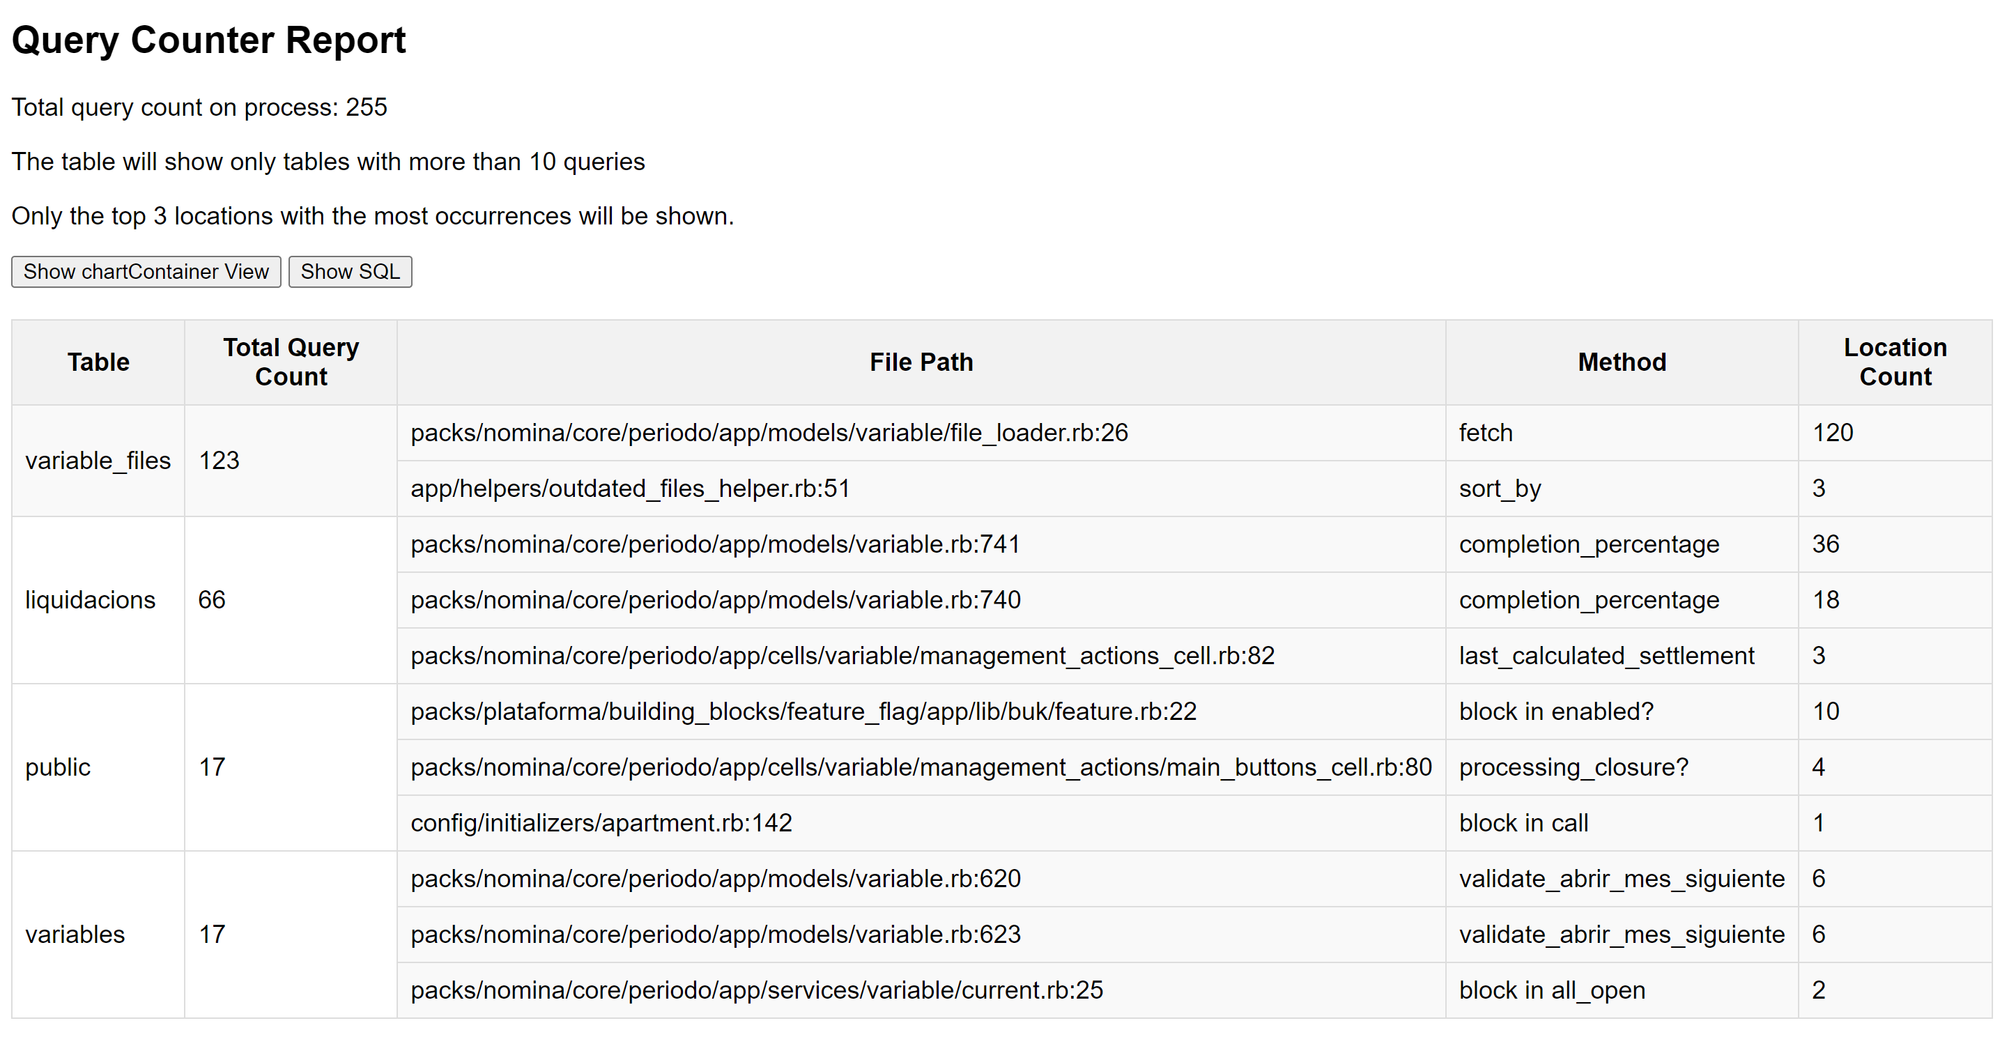 Query Counter Report
Total query count on process: 255
The table will show only tables with more than 10 queries
Only the top 3 locations with the most occurrences will be shown.
Show chartContainer View Show SQL
Table Total Query Count File Path Method Location Count
variable_files 123 packs/nomina/core/periodo/app/models/variable/file_loader.rb:26 fetch 120
app/helpers/outdated_files_helper.rb:51 sort_by 3
liquidacions 66 packs/nomina/core/periodo/app/models/variable.rb:741 completion_percentage 36
packs/nomina/core/periodo/app/models/variable.rb:740 completion_percentage 18
packs/nomina/core/periodo/app/cells/variable/management_actions_cell.rb:82 last_calculated_settlement 3
public 17 packs/plataforma/building_blocks/feature_flag/app/lib/buk/feature.rb:22 block in enabled? 10
packs/nomina/core/periodo/app/cells/variable/management_actions/main_buttons_cell.rb:80 processing_closure? 4
config/initializers/apartment.rb:142 block in call 1
variables 17 packs/nomina/core/periodo/app/models/variable.rb:620 validate_abrir_mes_siguiente 6
packs/nomina/core/periodo/app/models/variable.rb:623 validate_abrir_mes_siguiente 6
packs/nomina/core/periodo/app/services/variable/current.rb:25 block in all_open 2